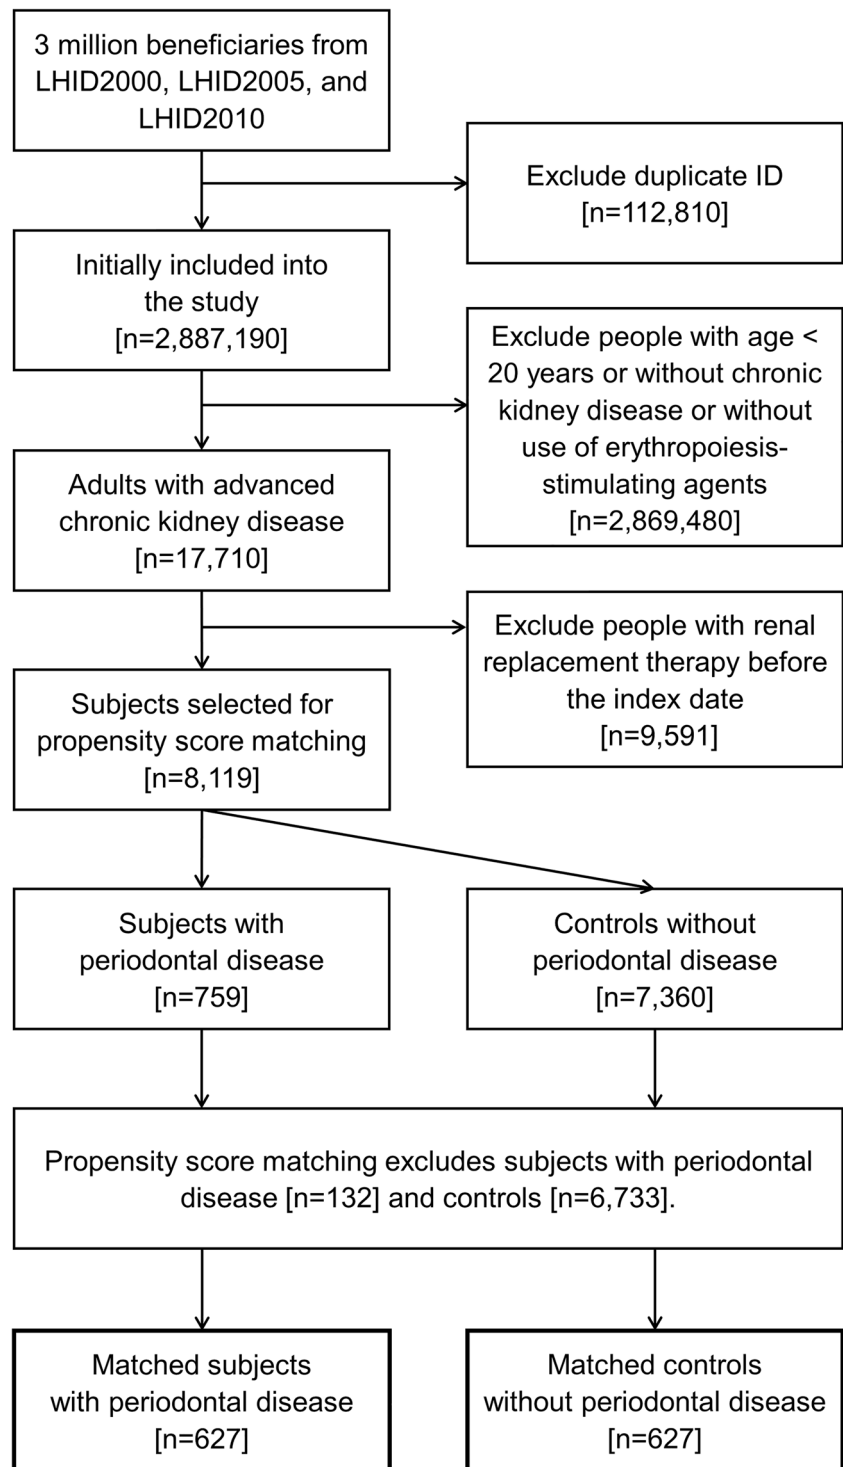 3 million beneficiaries from
LHID2000, LHID2005, and
LHID2010
Exclude duplicate ID
[n=112,810]
Initially included into
the study
[n=2,887,190]
Exclude people with age <
20 years or without chronic
kidney disease or without
use of erythropoiesis-
stimulating agents
[n=2,869,480]
Adults with advanced
chronic kidney disease
[n=17,710]
Exclude people with renal
replacement therapy before
the index date
[n=9,591]
Subjects selected for
propensity score matching
[n=8,119]
Subjects with
periodontal disease
[n=759]
Controls without
periodontal disease
[n=7,360]
Propensity score matching excludes subjects with periodontal
disease [n=132] and controls [n=6,733].
Matched subjects
with periodontal disease
[n=627]
Matched controls
without periodontal disease
[n=627]